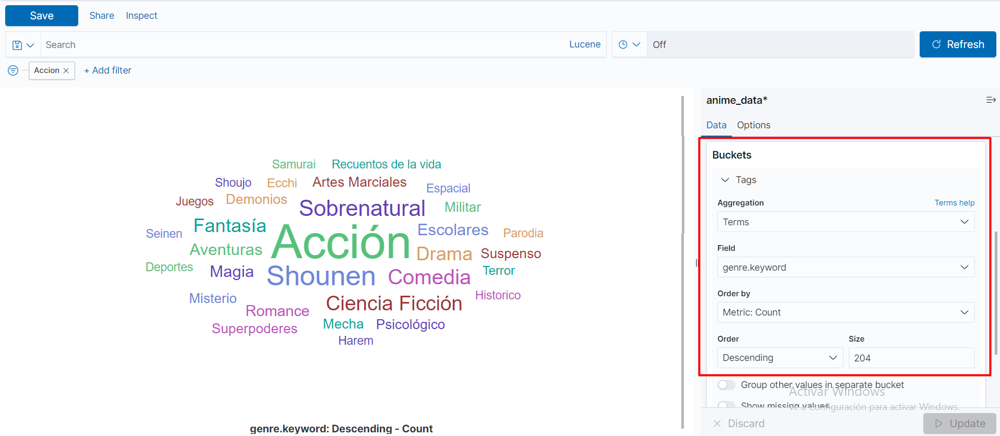 Save Share Inspect
Search Lucene Off Refresh
Accion × + Add filter
anime_data*
Data Options
Buckets
Tags
Aggregation Terms help
Terms
Field
genre.keyword
Order by
Metric: Count
Order Size
Descending 204
Group other values in separate bucket
Show missing values
Activar Windows
Ve a Configuración para activar Windows.
Discard Update
Samurai Recuentos de la vida
Shoujo Ecchi Artes Marciales Espacial
Juegos Demonios Sobrenatural Militar
Fantasía Escolares
Seinen Acción Parodia
Aventuras Drama Suspenso
Deportes Magia Shounen Comedia Terror
Misterio Ciencia Ficción Historico
Romance
Superpoderes Mecha Psicológico
Harem
genre.keyword: Descending - Count